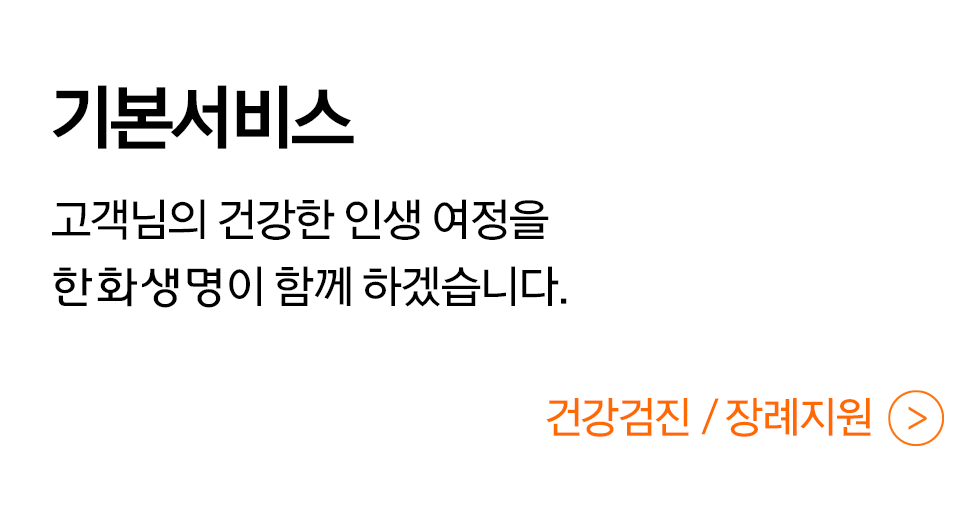 기본서비스
고객님의 건강한 인생 여정을
한화생명이 함께 하겠습니다.
건강검진 / 장례지원 >